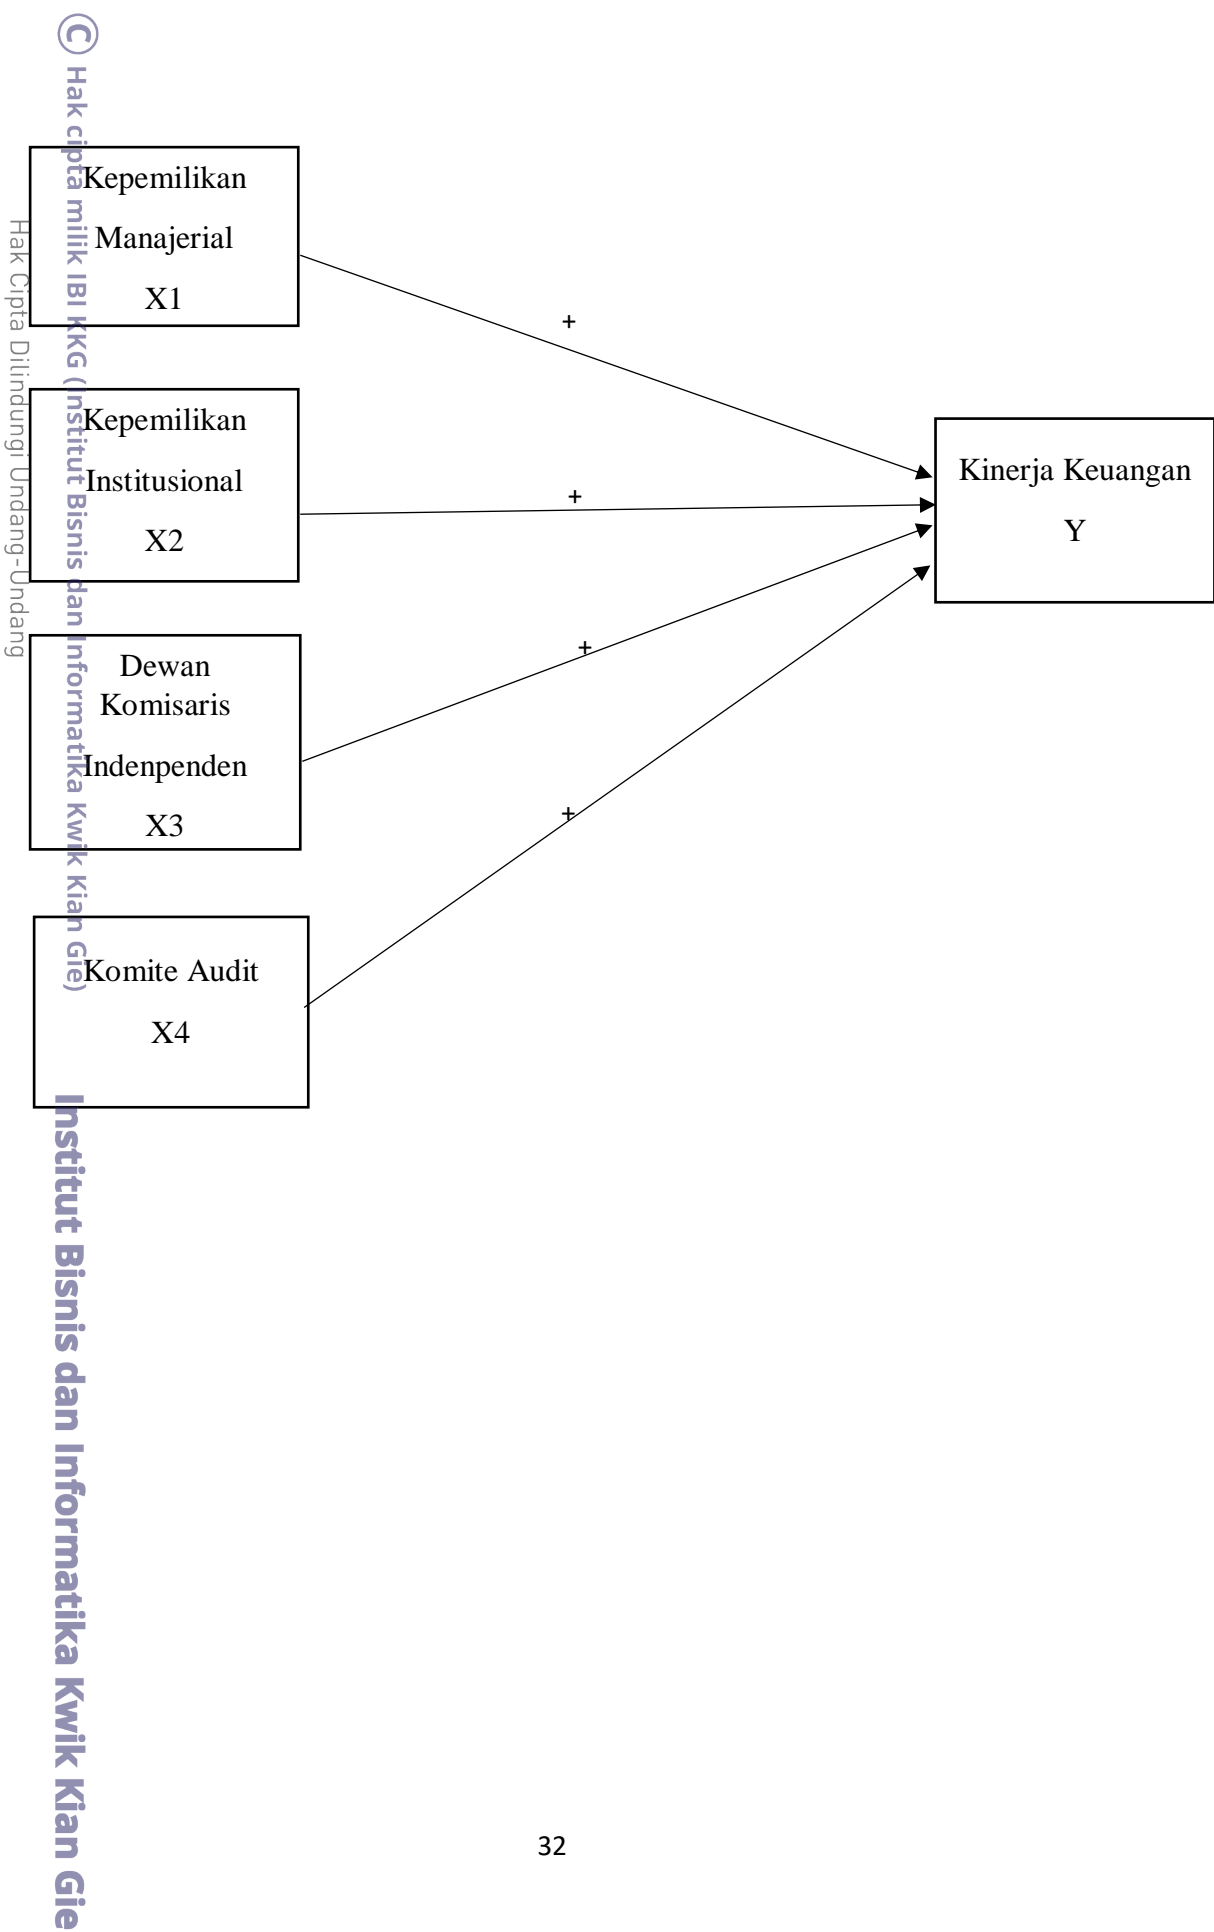 © Hak cipta milik IBI KKG (Institut Bisnis dan Informatika Kwik Kian Gie)
Hak Cipta Dilindungi Undang-Undang
Kepemilikan
Manajerial
X1
+
Kepemilikan
Institusional
X2
+
Kinerja Keuangan
Y
Dewan
Komisaris
Indenpenden
X3
+
+
Komite Audit
X4
Institut Bisnis dan Informatika Kwik Kian Gie
32